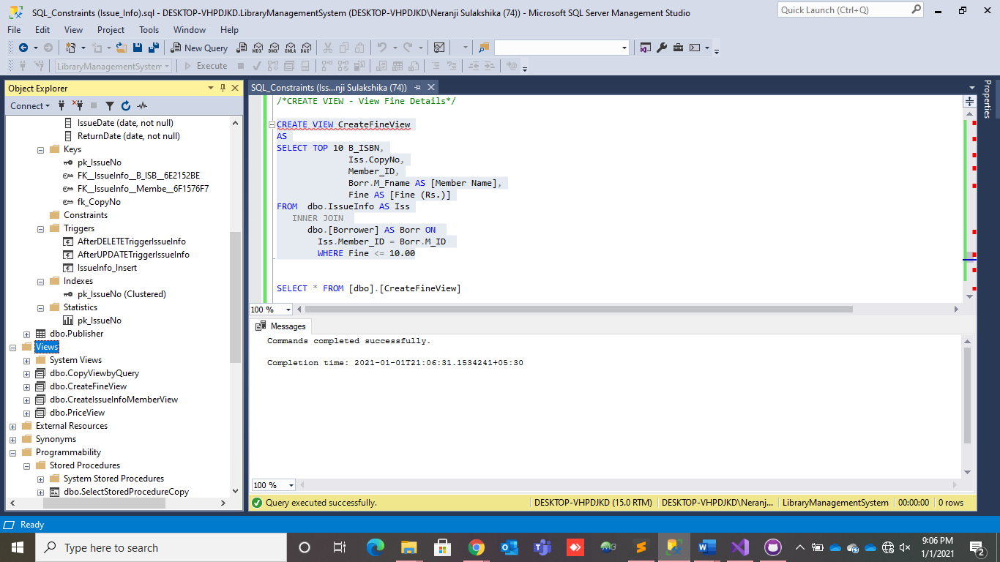 SQL_Constraints (Issue_Info).sql - DESKTOP-VHPDJKD.LibraryManagementSystem (DESKTOP-VHPDJKD\Neranji Sulakshika (74)) - Microsoft SQL Server Management Studio
Quick Launch (Ctrl+Q)
File Edit View Project Tools Window Help
New Query MDX DMX XMLA DAX
LibraryManagementSystem Execute
Object Explorer
Connect
IssueDate (date, not null)
ReturnDate (date, not null)
Keys
pk_IssueNo
FK__IssueInfo__B_ISB__6E2152BE
FK__IssueInfo__Membe__6F1576F7
fk_CopyNo
Constraints
Triggers
AfterDELETETriggerIssueInfo
AfterUPDATETriggerIssueInfo
IssueInfo_Insert
Indexes
pk_IssueNo (Clustered)
Statistics
pk_IssueNo
dbo.Publisher
Views
System Views
dbo.CopyViewbyQuery
dbo.CreateFineView
dbo.CreateIssueInfoMemberView
dbo.PriceView
External Resources
Synonyms
Programmability
Stored Procedures
System Stored Procedures
dbo.SelectStoredProcedureCopy
SQL_Constraints (Iss...nji Sulakshika (74))
/*CREATE VIEW - View Fine Details*/
CREATE VIEW CreateFineView
AS
SELECT TOP 10 B_ISBN,
Iss.CopyNo,
Member_ID,
Borr.M_Fname AS [Member Name],
Fine AS [Fine (Rs.)]
FROM dbo.IssueInfo AS Iss
INNER JOIN
dbo.[Borrower] AS Borr ON
Iss.Member_ID = Borr.M_ID
WHERE Fine <= 10.00
SELECT * FROM [dbo].[CreateFineView]
100 %
Messages
Commands completed successfully.
Completion time: 2021-01-01T21:06:31.1534241+05:30
100 %
Query executed successfully. DESKTOP-VHPDJKD (15.0 RTM) DESKTOP-VHPDJKD\Neranj... LibraryManagementSystem 00:00:00 0 rows
Properties
Ready
Type here to search
9:06 PM
1/1/2021
2